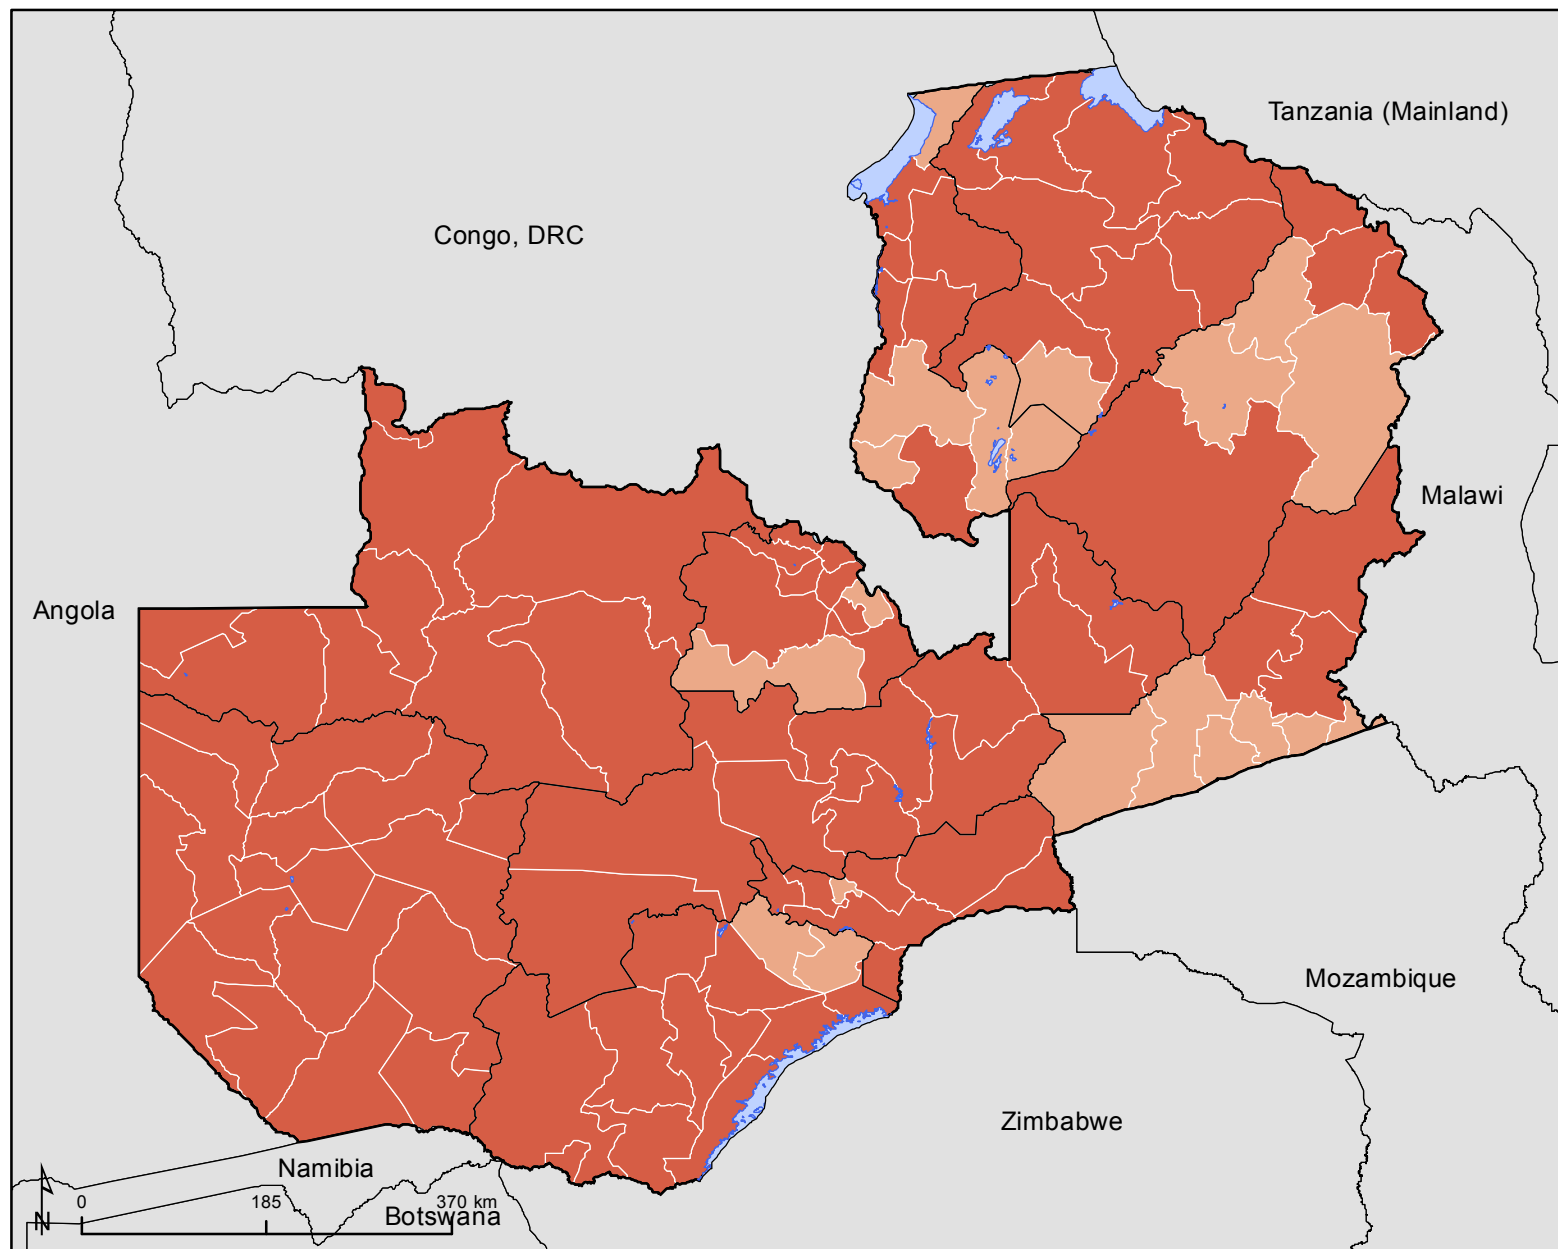 Tanzania (Mainland)
Congo, DRC
Malawi
Angola
Mozambique
Zimbabwe
Namibia
N
0 185 370 km
Botswana